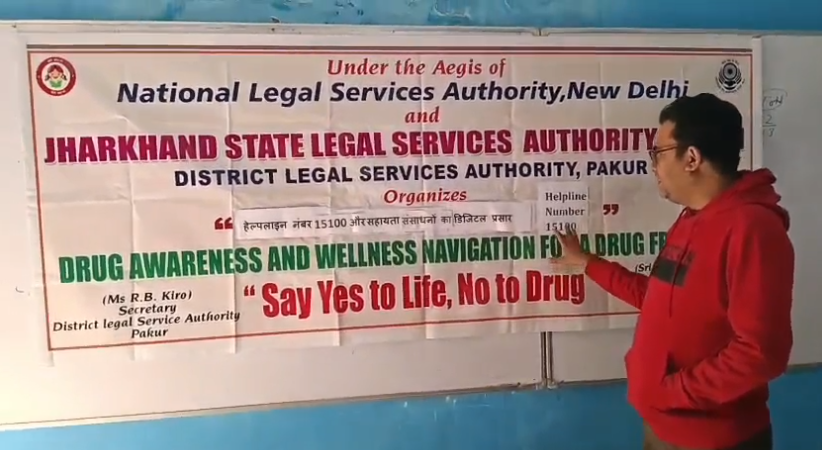 Under the Aegis of
National Legal Services Authority, New Delhi
and
JHARKHAND STATE LEGAL SERVICES AUTHORITY
DISTRICT LEGAL SERVICES AUTHORITY, PAKUR
Organizes
Helpline
Number
15100
“ हेल्पलाइन नंबर 15100 और सहायता संसाधनों का डिजिटल प्रसार ”
DRUG AWARENESS AND WELLNESS NAVIGATION A DRUG
“ Say Yes to Life, No to Drug
(Ms R.B. Kiro)
Secretary
District legal Service Authority
Pakur